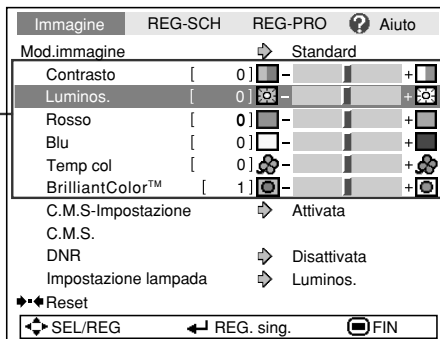 Immagine REG-SCH REG-PRO ? Aiuto
Mod.immagine Standard
Contrasto [ 0 ] - +
Luminos. [ 0 ] - +
Rosso [ 0 ] - +
Blu [ 0 ] - +
Temp col [ 0 ] - +
BrilliantColor™ [ 1 ] - +
C.M.S-Impostazione Attivata
C.M.S.
DNR Disattivata
Impostazione lampada Luminos.
Reset
SEL/REG REG. sing. FIN